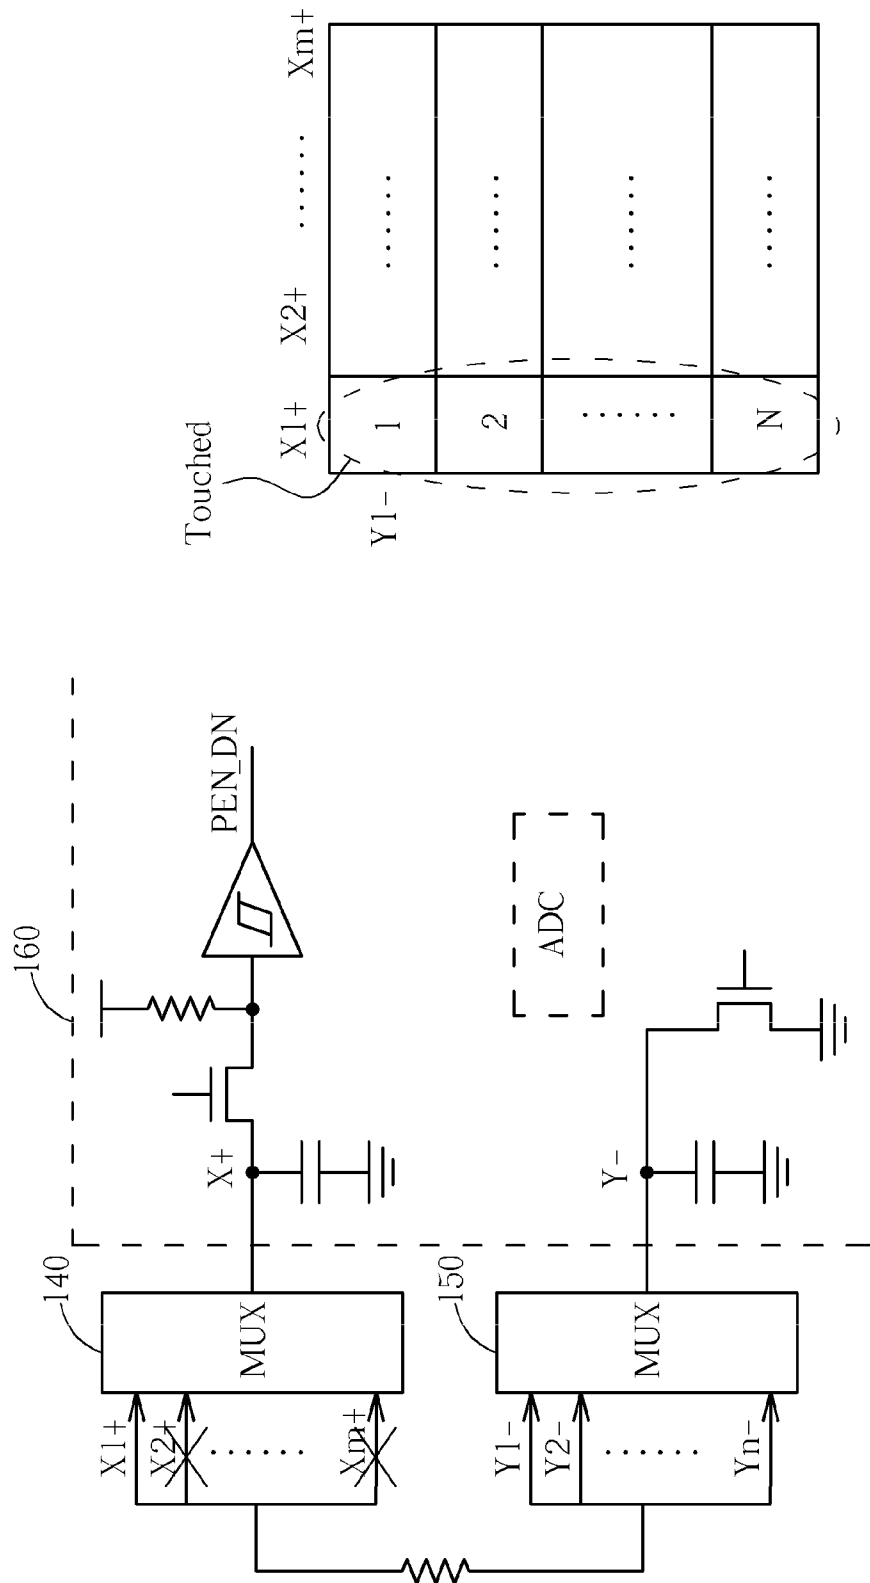 160
140
X1+
X2+
......
Xm+
MUX
X+
PEN_DN
150
Y1-
Y2-
......
Yn-
MUX
Y-
ADC
Touched
X1+
X2+
......
Xm+
Y1-
1
......
2
......
......
......
N
......